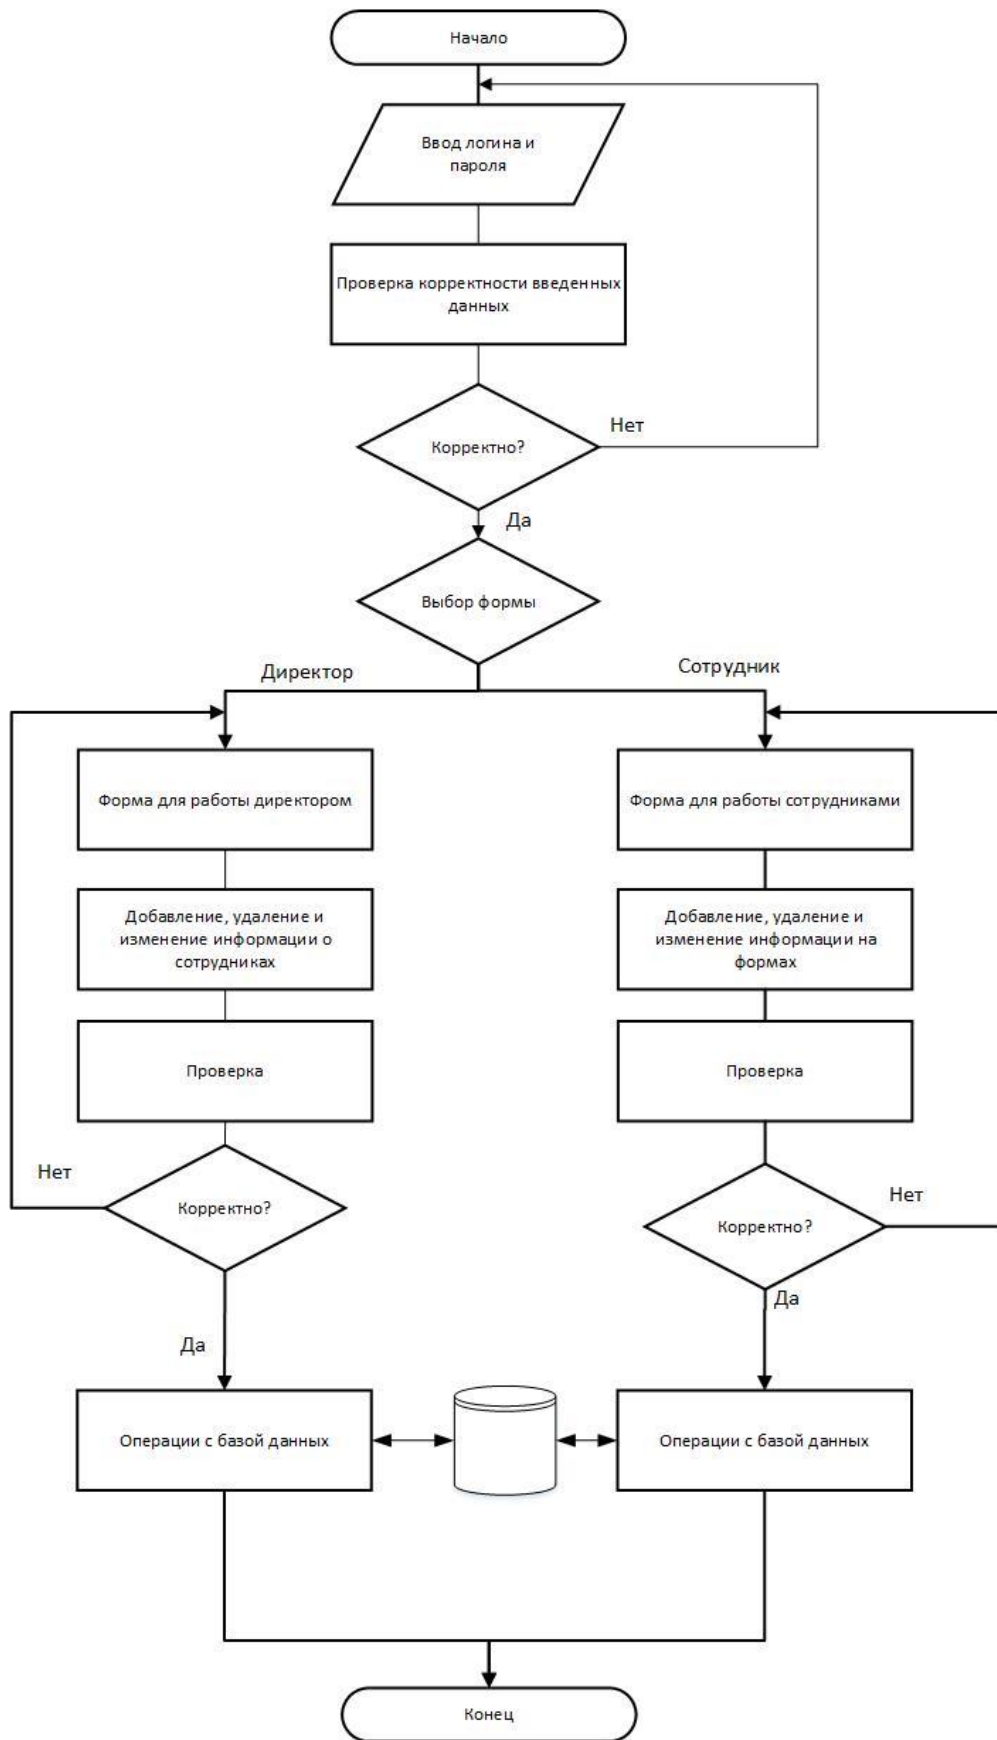 Начало
Ввод логина и
пароля
Проверка корректности введенных
данных
Корректно?
Нет
Да
Выбор формы
Директор
Сотрудник
Форма для работы директором
Форма для работы сотрудниками
Добавление, удаление и
изменение информации о
сотрудниках
Добавление, удаление и
изменение информации на
формах
Проверка
Проверка
Нет
Корректно?
Корректно?
Нет
Да
Да
Операции с базой данных
Операции с базой данных
Конец